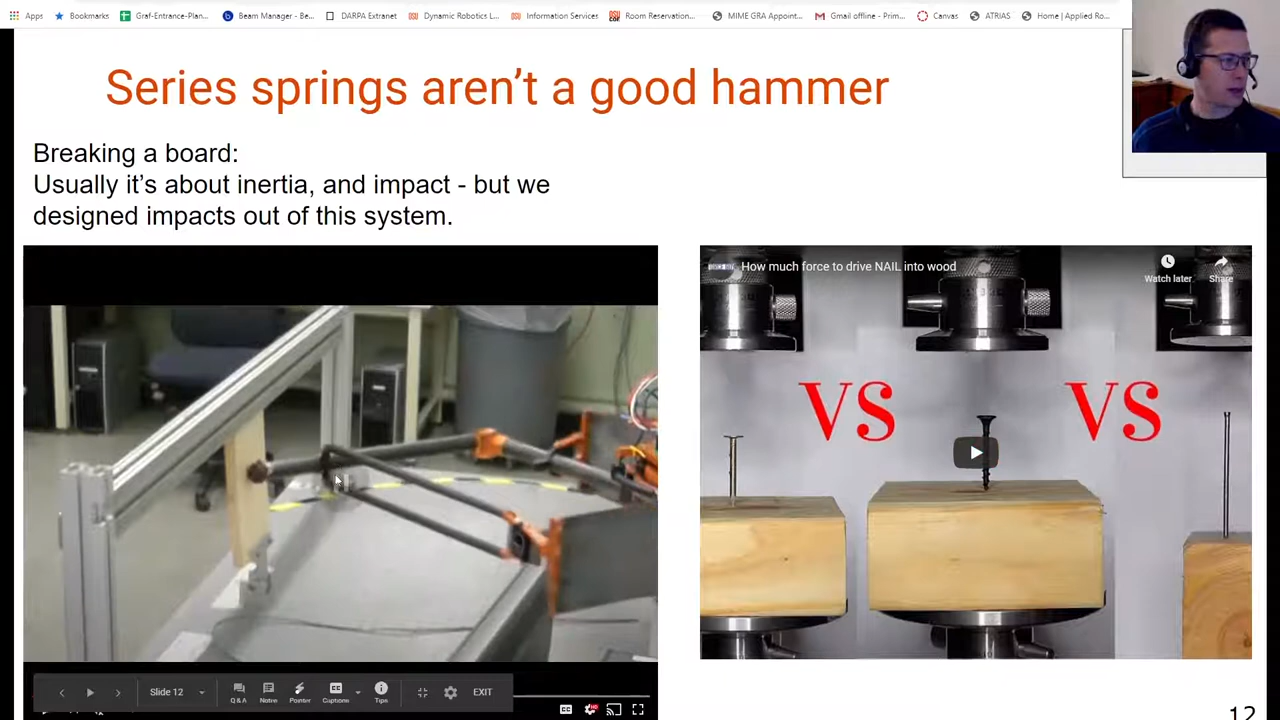 Apps
Bookmarks
Graf-Entrance-Plan...
Beam Manager - Be...
DARPA Extranet
Dynamic Robotics L...
Information Services
Room Reservation...
MIME GRA Appoint...
Gmail offline - Prim...
Canvas
ATRIAS
Home | Applied Ro...
Series springs aren't a good hammer
Breaking a board:
Usually it's about inertia, and impact - but we
designed impacts out of this system.
How much force to drive NAIL into wood
Watch later
Share
VS
VS
Slide 12
Q & A
Notes
Pointer
Captions
Tips
EXIT
CC
HD
12